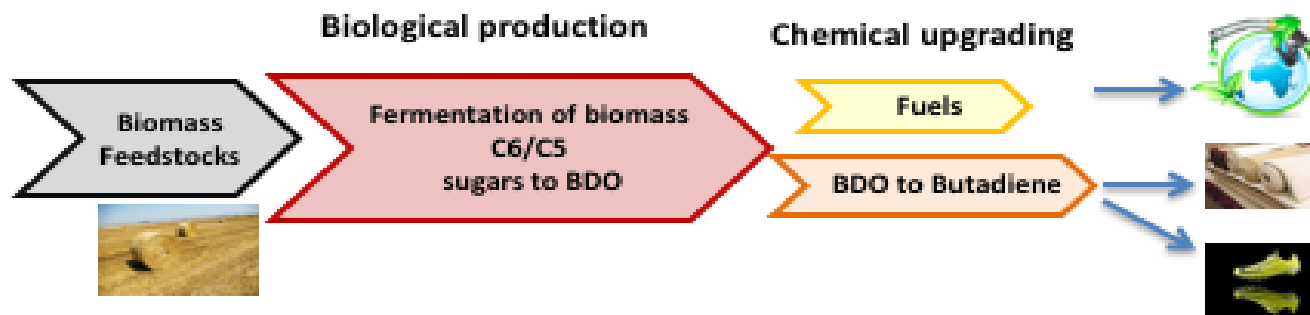 Biological production
Chemical upgrading
Biomass
Feedstocks
Fermentation of biomass
C6/C5
sugars to BDO
Fuels
BDO to Butadiene